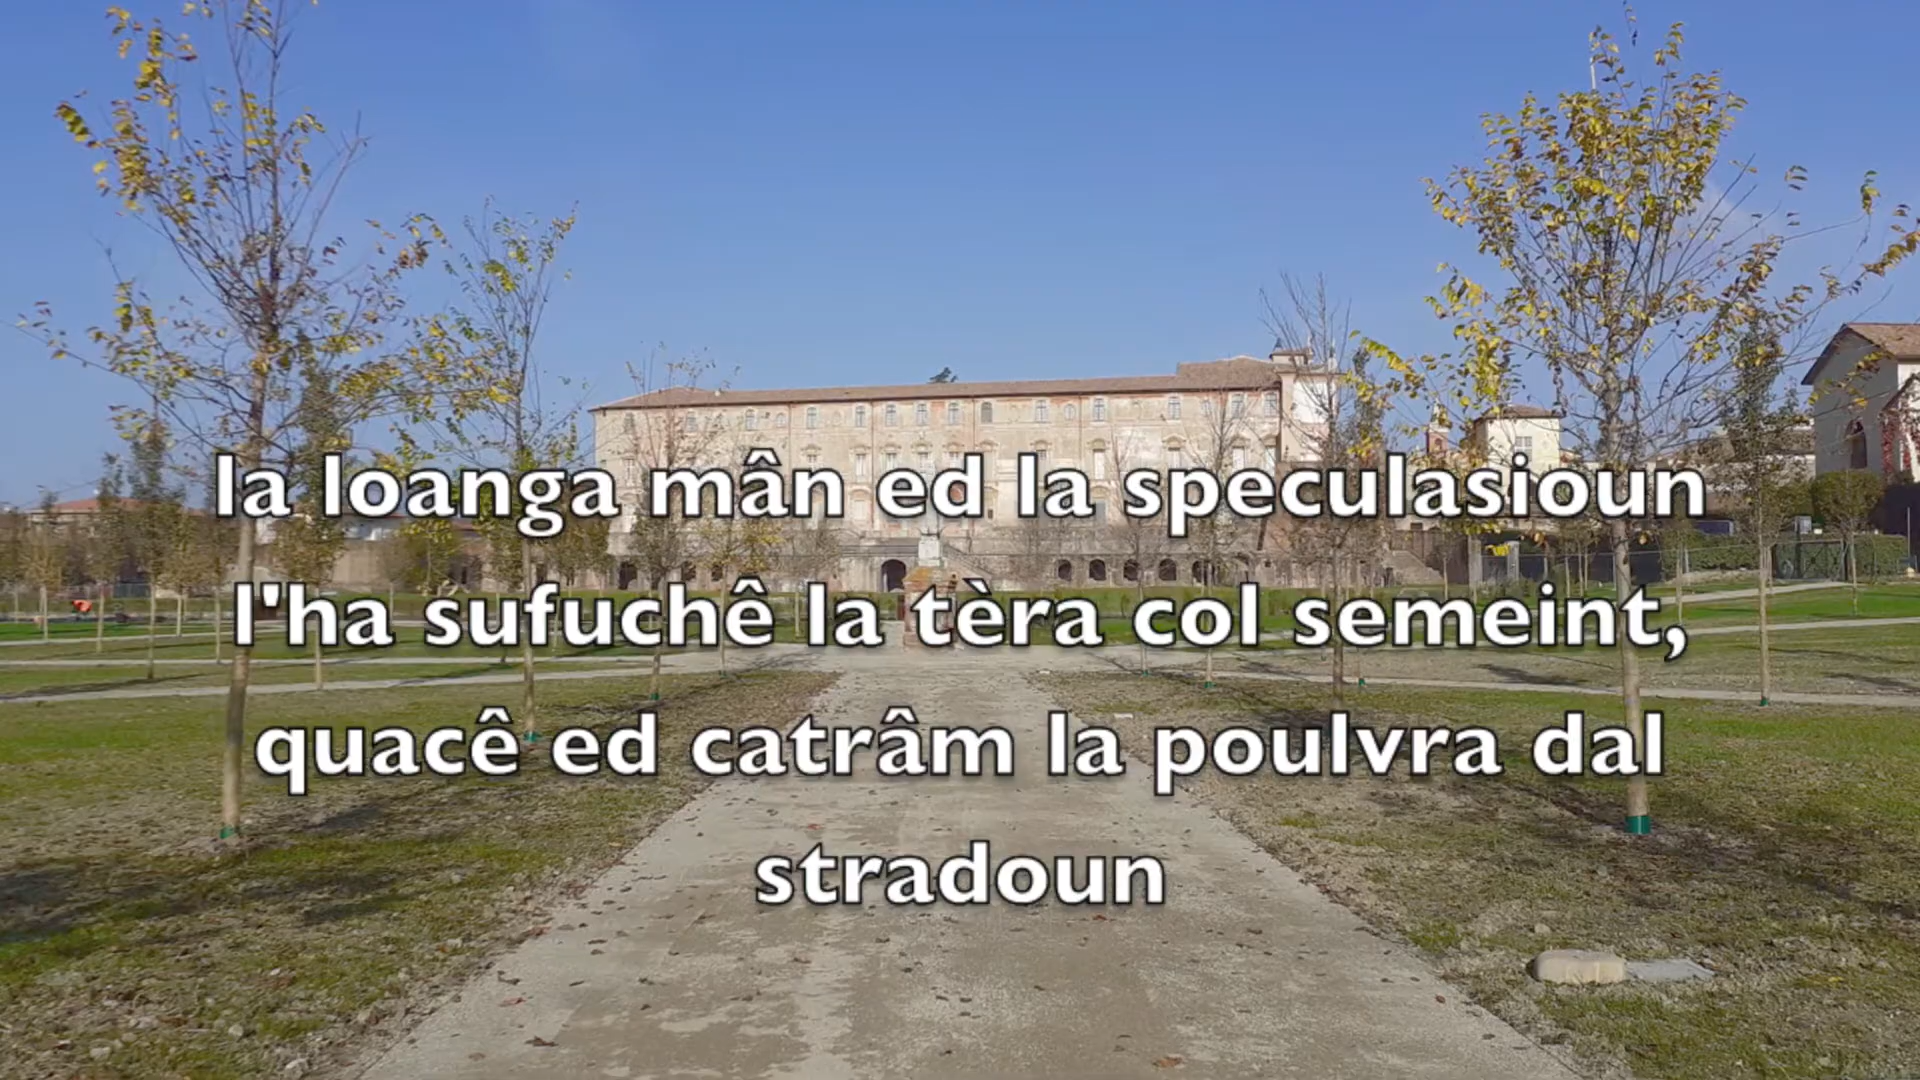 la loanga mân ed la speculasioun
l'ha sufuchê la tèra col semeint,
quacê ed catrâm la poulvra dal
stradoun